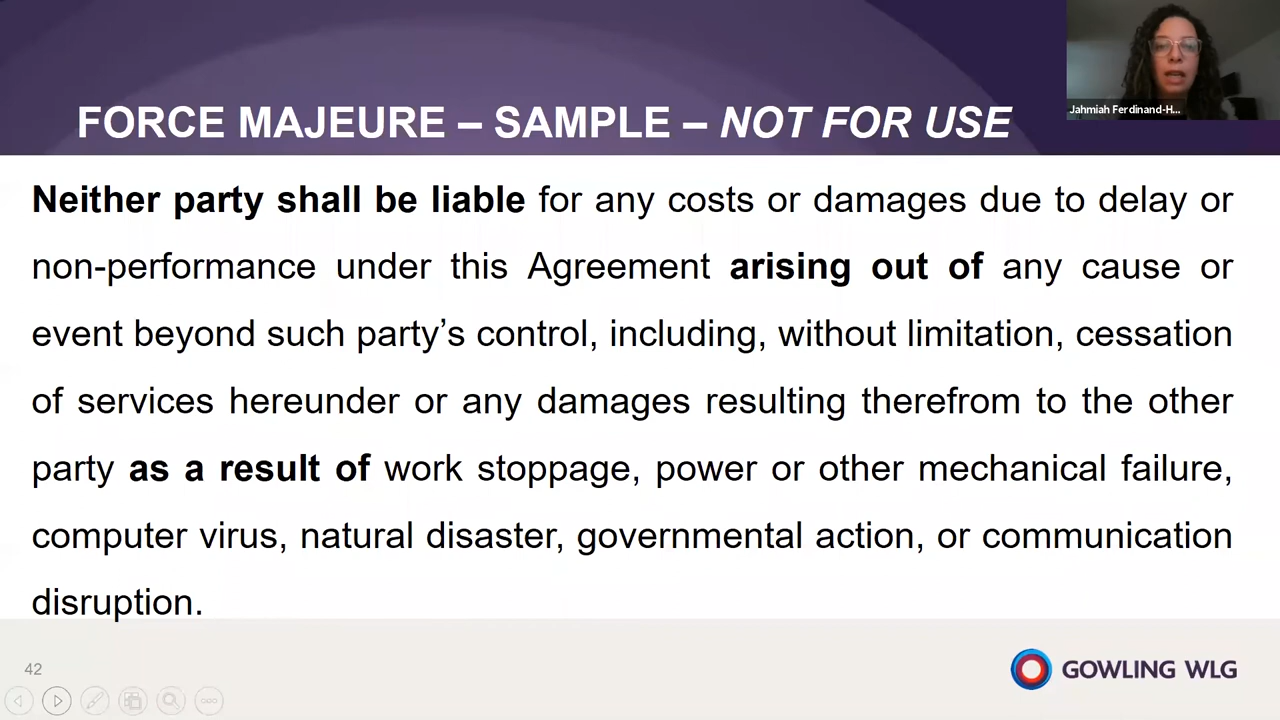 FORCE MAJEURE – SAMPLE – NOT FOR USE
Jahmiah Ferdinand-H...
Neither party shall be liable for any costs or damages due to delay or
non-performance under this Agreement arising out of any cause or
event beyond such party’s control, including, without limitation, cessation
of services hereunder or any damages resulting therefrom to the other
party as a result of work stoppage, power or other mechanical failure,
computer virus, natural disaster, governmental action, or communication
disruption.
42
GOWLING WLG